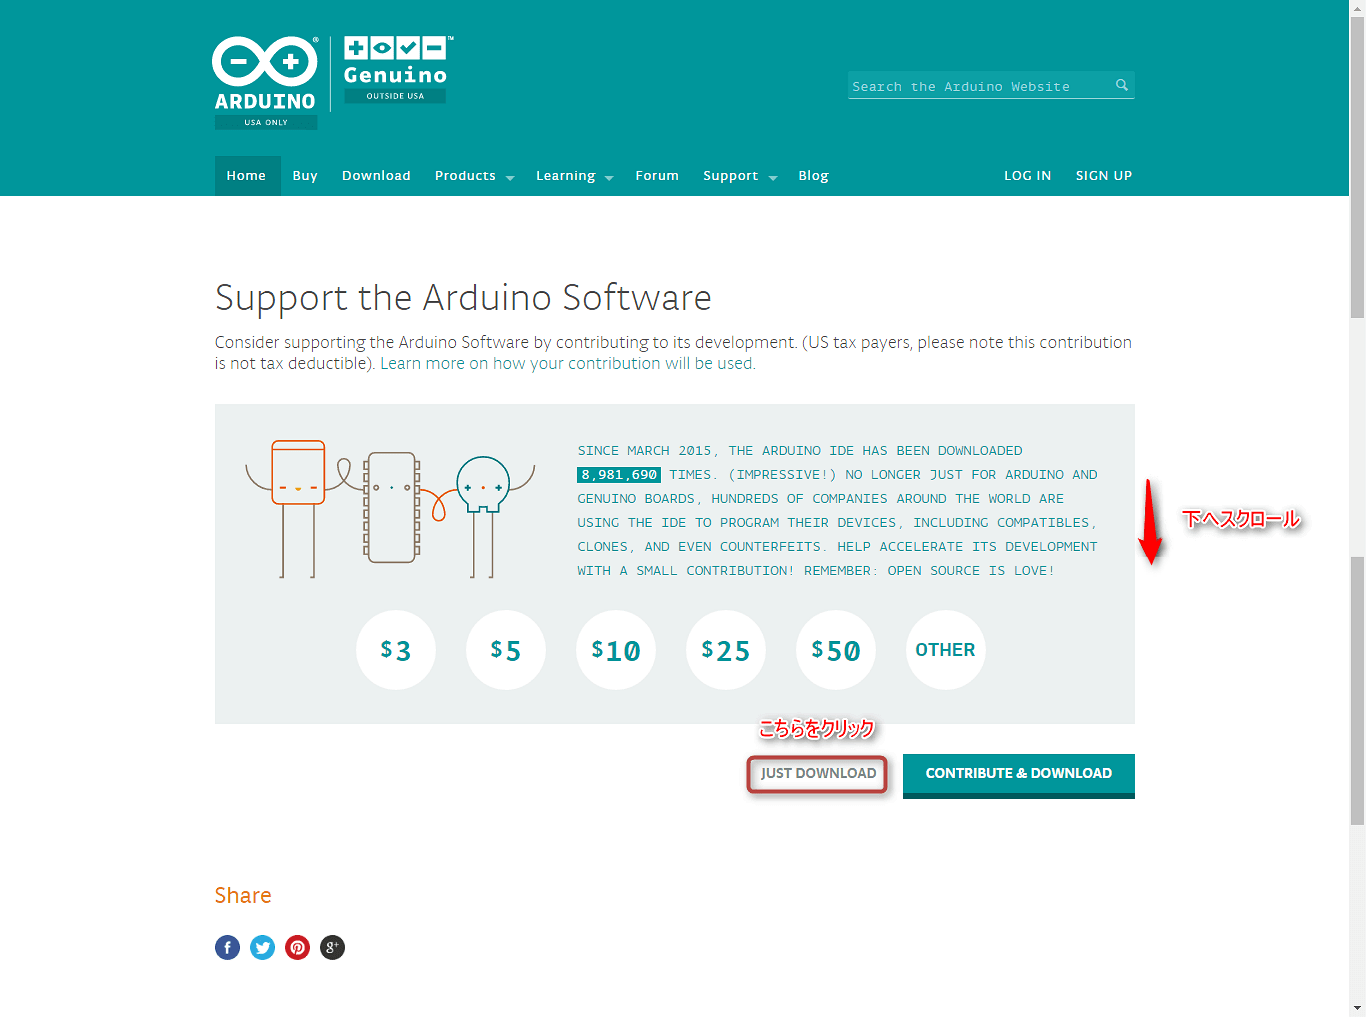 ARDUINO
USA ONLY
Genuino
OUTSIDE USA
Search the Arduino Website
Home Buy Download Products Learning Forum Support Blog LOG IN SIGN UP
Support the Arduino Software
Consider supporting the Arduino Software by contributing to its development. (US tax payers, please note this contribution
is not tax deductible). Learn more on how your contribution will be used.
SINCE MARCH 2015, THE ARDUINO IDE HAS BEEN DOWNLOADED
8,981,690 TIMES. (IMPRESSIVE!) NO LONGER JUST FOR ARDUINO AND
GENUINO BOARDS, HUNDREDS OF COMPANIES AROUND THE WORLD ARE
USING THE IDE TO PROGRAM THEIR DEVICES, INCLUDING COMPATIBLES,
CLONES, AND EVEN COUNTERFEITS. HELP ACCELERATE ITS DEVELOPMENT
WITH A SMALL CONTRIBUTION! REMEMBER: OPEN SOURCE IS LOVE!
下へスクロール
$3 $5 $10 $25 $50 OTHER
こちらをクリック
JUST DOWNLOAD CONTRIBUTE & DOWNLOAD
Share